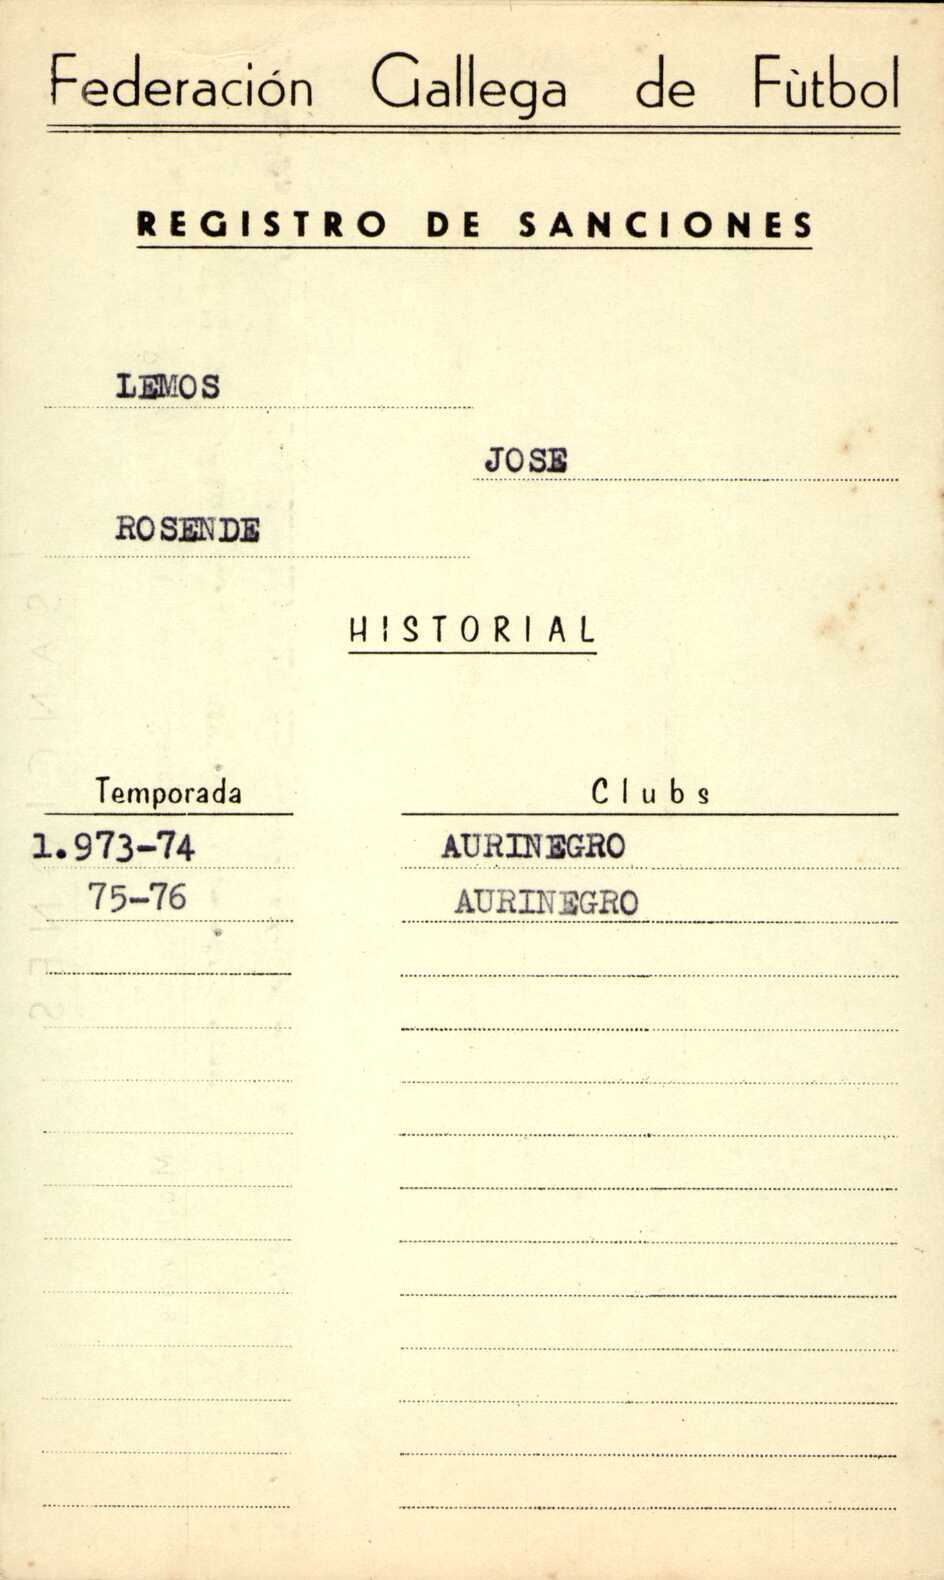 Federación Gallega de Fùtbol
REGISTRO DE SANCIONES
LEMOS
JOSE
ROSENDE
HISTORIAL
Temporada Clubs
1.973-74 AURINEGRO
75-76 AURINEGRO